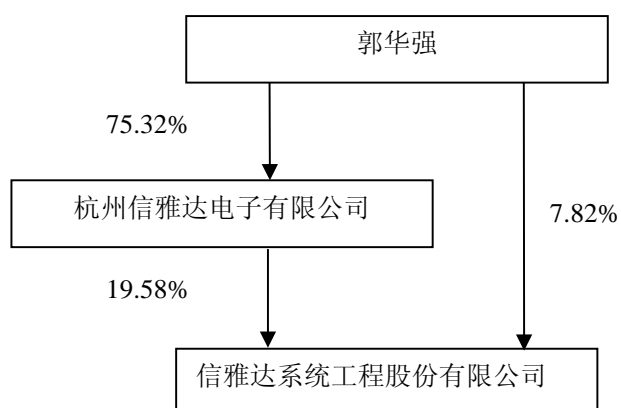 郭华强
75.32%
杭州信雅达电子有限公司
7.82%
19.58%
信雅达系统工程股份有限公司